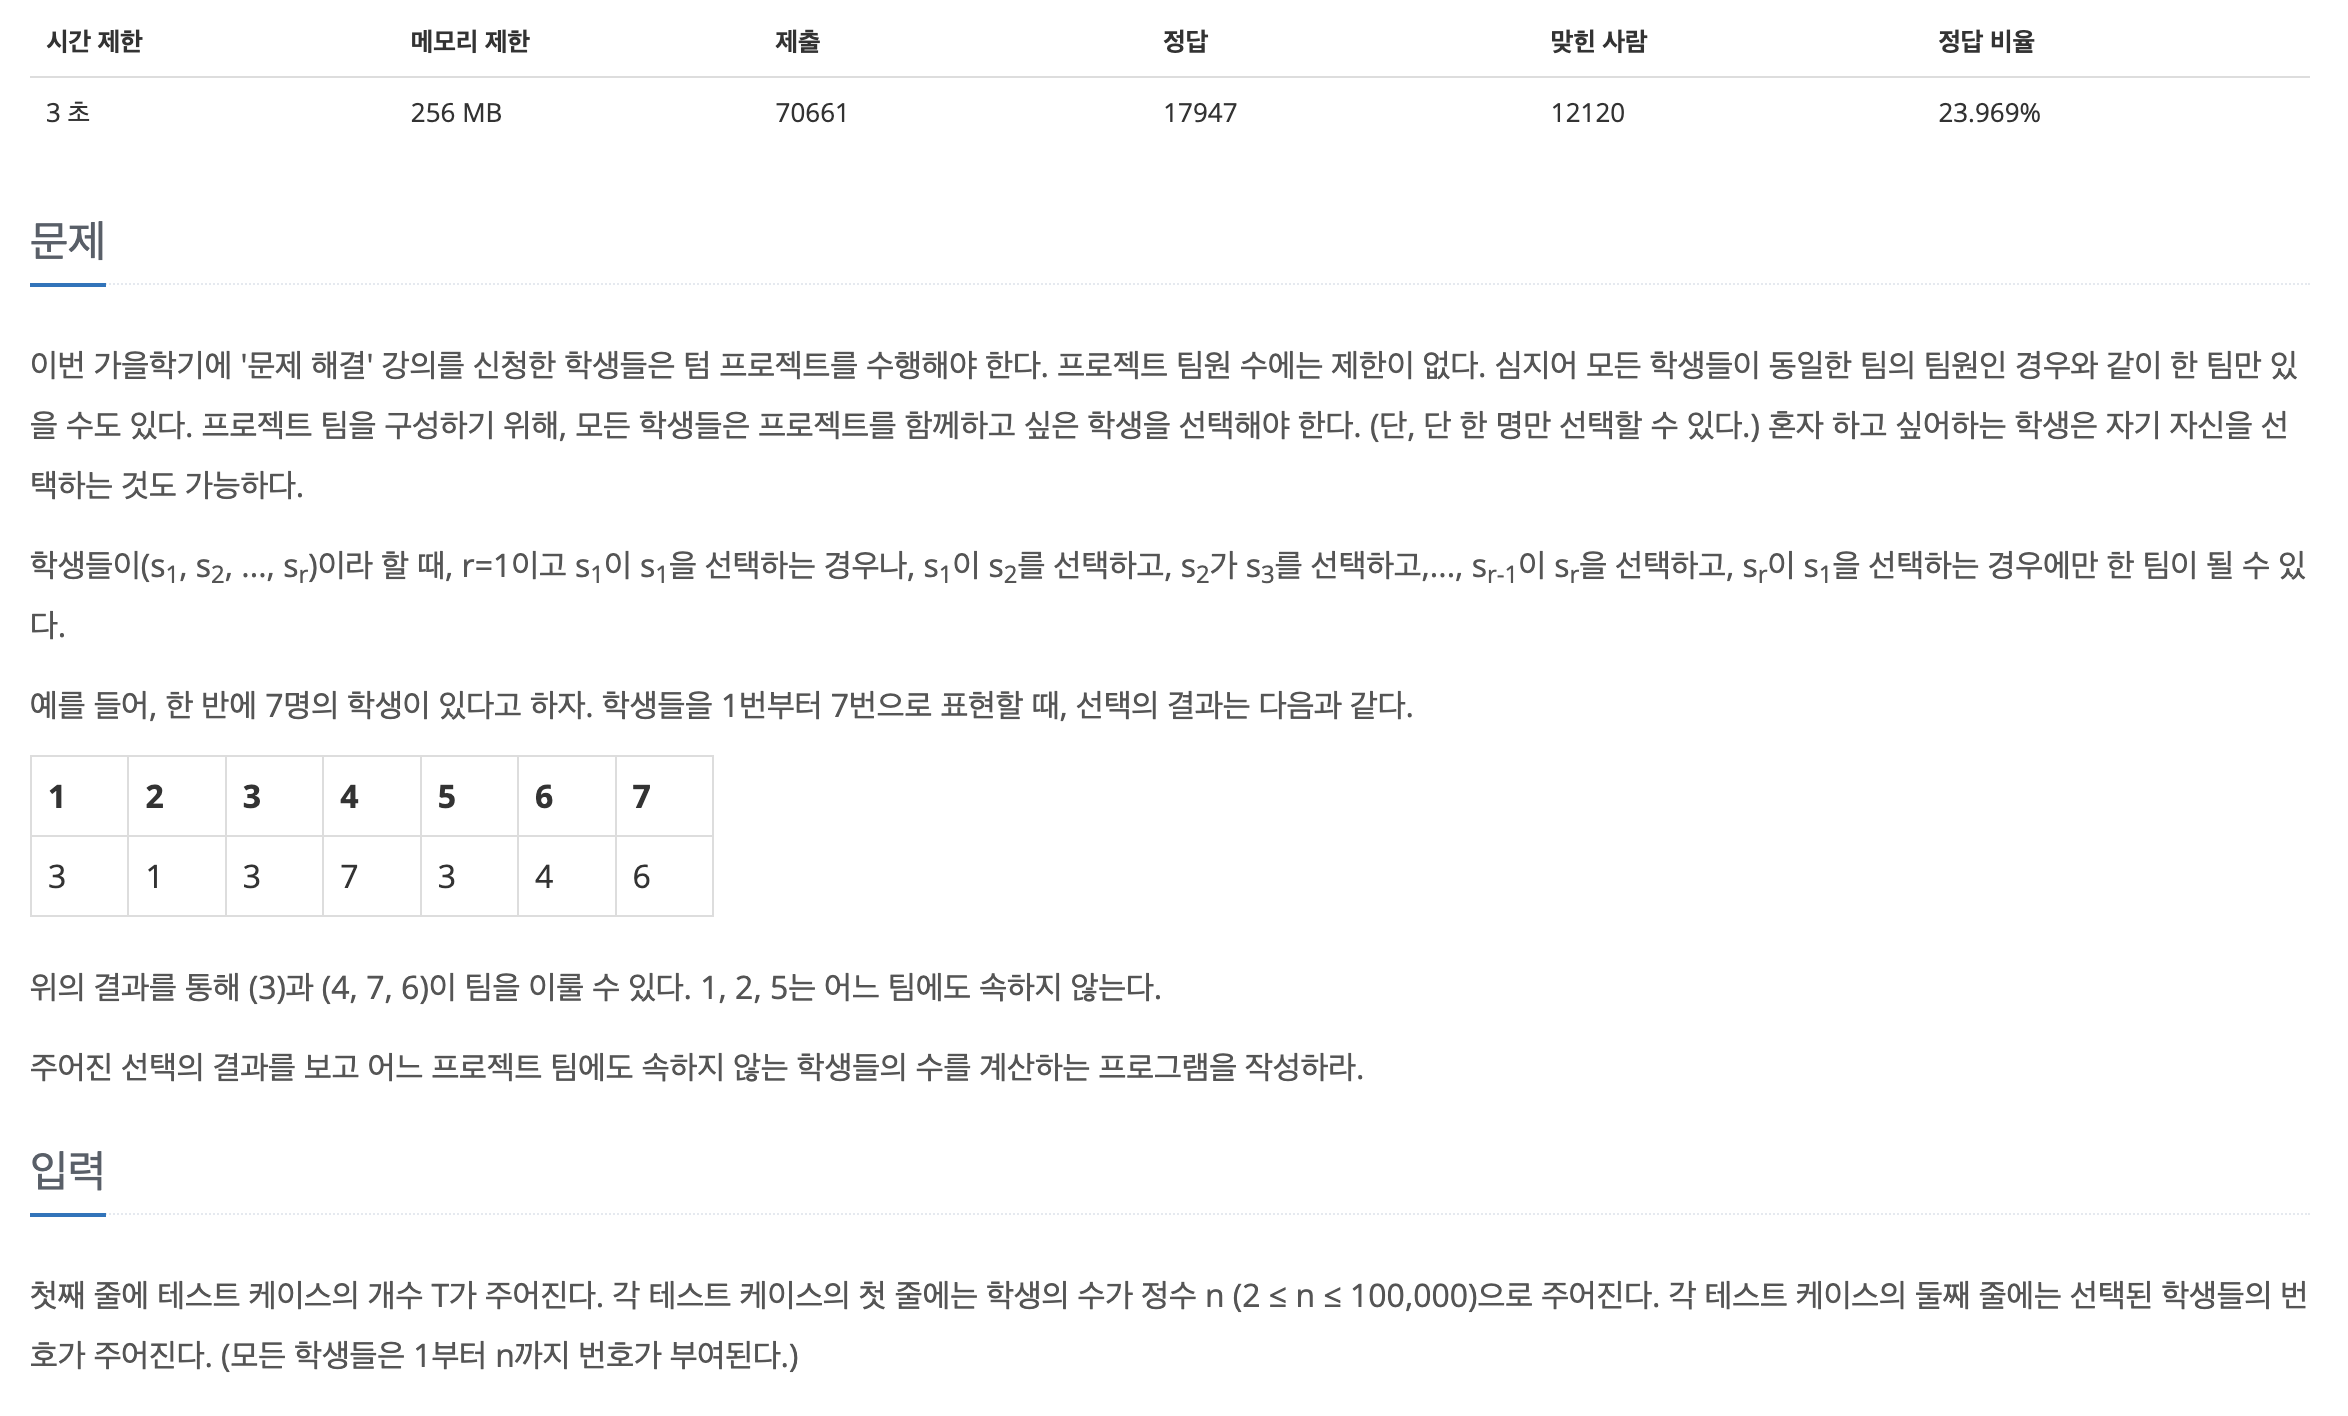 시간 제한 메모리 제한 제출 정답 맞힌 사람 정답 비율
3 초 256 MB 70661 17947 12120 23.969%
문제
이번 가을학기에 '문제 해결' 강의를 신청한 학생들은 텀 프로젝트를 수행해야 한다. 프로젝트 팀원 수에는 제한이 없다. 심지어 모든 학생들이 동일한 팀의 팀원인 경우와 같이 한 팀만 있
을 수도 있다. 프로젝트 팀을 구성하기 위해, 모든 학생들은 프로젝트를 함께하고 싶은 학생을 선택해야 한다. (단, 단 한 명만 선택할 수 있다.) 혼자 하고 싶어하는 학생은 자기 자신을 선
택하는 것도 가능하다.
학생들이(s1, s2, ..., sr)이라 할 때, r=1이고 s1이 s1을 선택하는 경우나, s1이 s2를 선택하고, s2가 s3를 선택하고,..., sr-1이 sr을 선택하고, sr이 s1을 선택하는 경우에만 한 팀이 될 수 있
다.
예를 들어, 한 반에 7명의 학생이 있다고 하자. 학생들을 1번부터 7번으로 표현할 때, 선택의 결과는 다음과 같다.
1 2 3 4 5 6 7
3 1 3 7 3 4 6
위의 결과를 통해 (3)과 (4, 7, 6)이 팀을 이룰 수 있다. 1, 2, 5는 어느 팀에도 속하지 않는다.
주어진 선택의 결과를 보고 어느 프로젝트 팀에도 속하지 않는 학생들의 수를 계산하는 프로그램을 작성하라.
입력
첫째 줄에 테스트 케이스의 개수 T가 주어진다. 각 테스트 케이스의 첫 줄에는 학생의 수가 정수 n (2 ≤ n ≤ 100,000)으로 주어진다. 각 테스트 케이스의 둘째 줄에는 선택된 학생들의 번
호가 주어진다. (모든 학생들은 1부터 n까지 번호가 부여된다.)